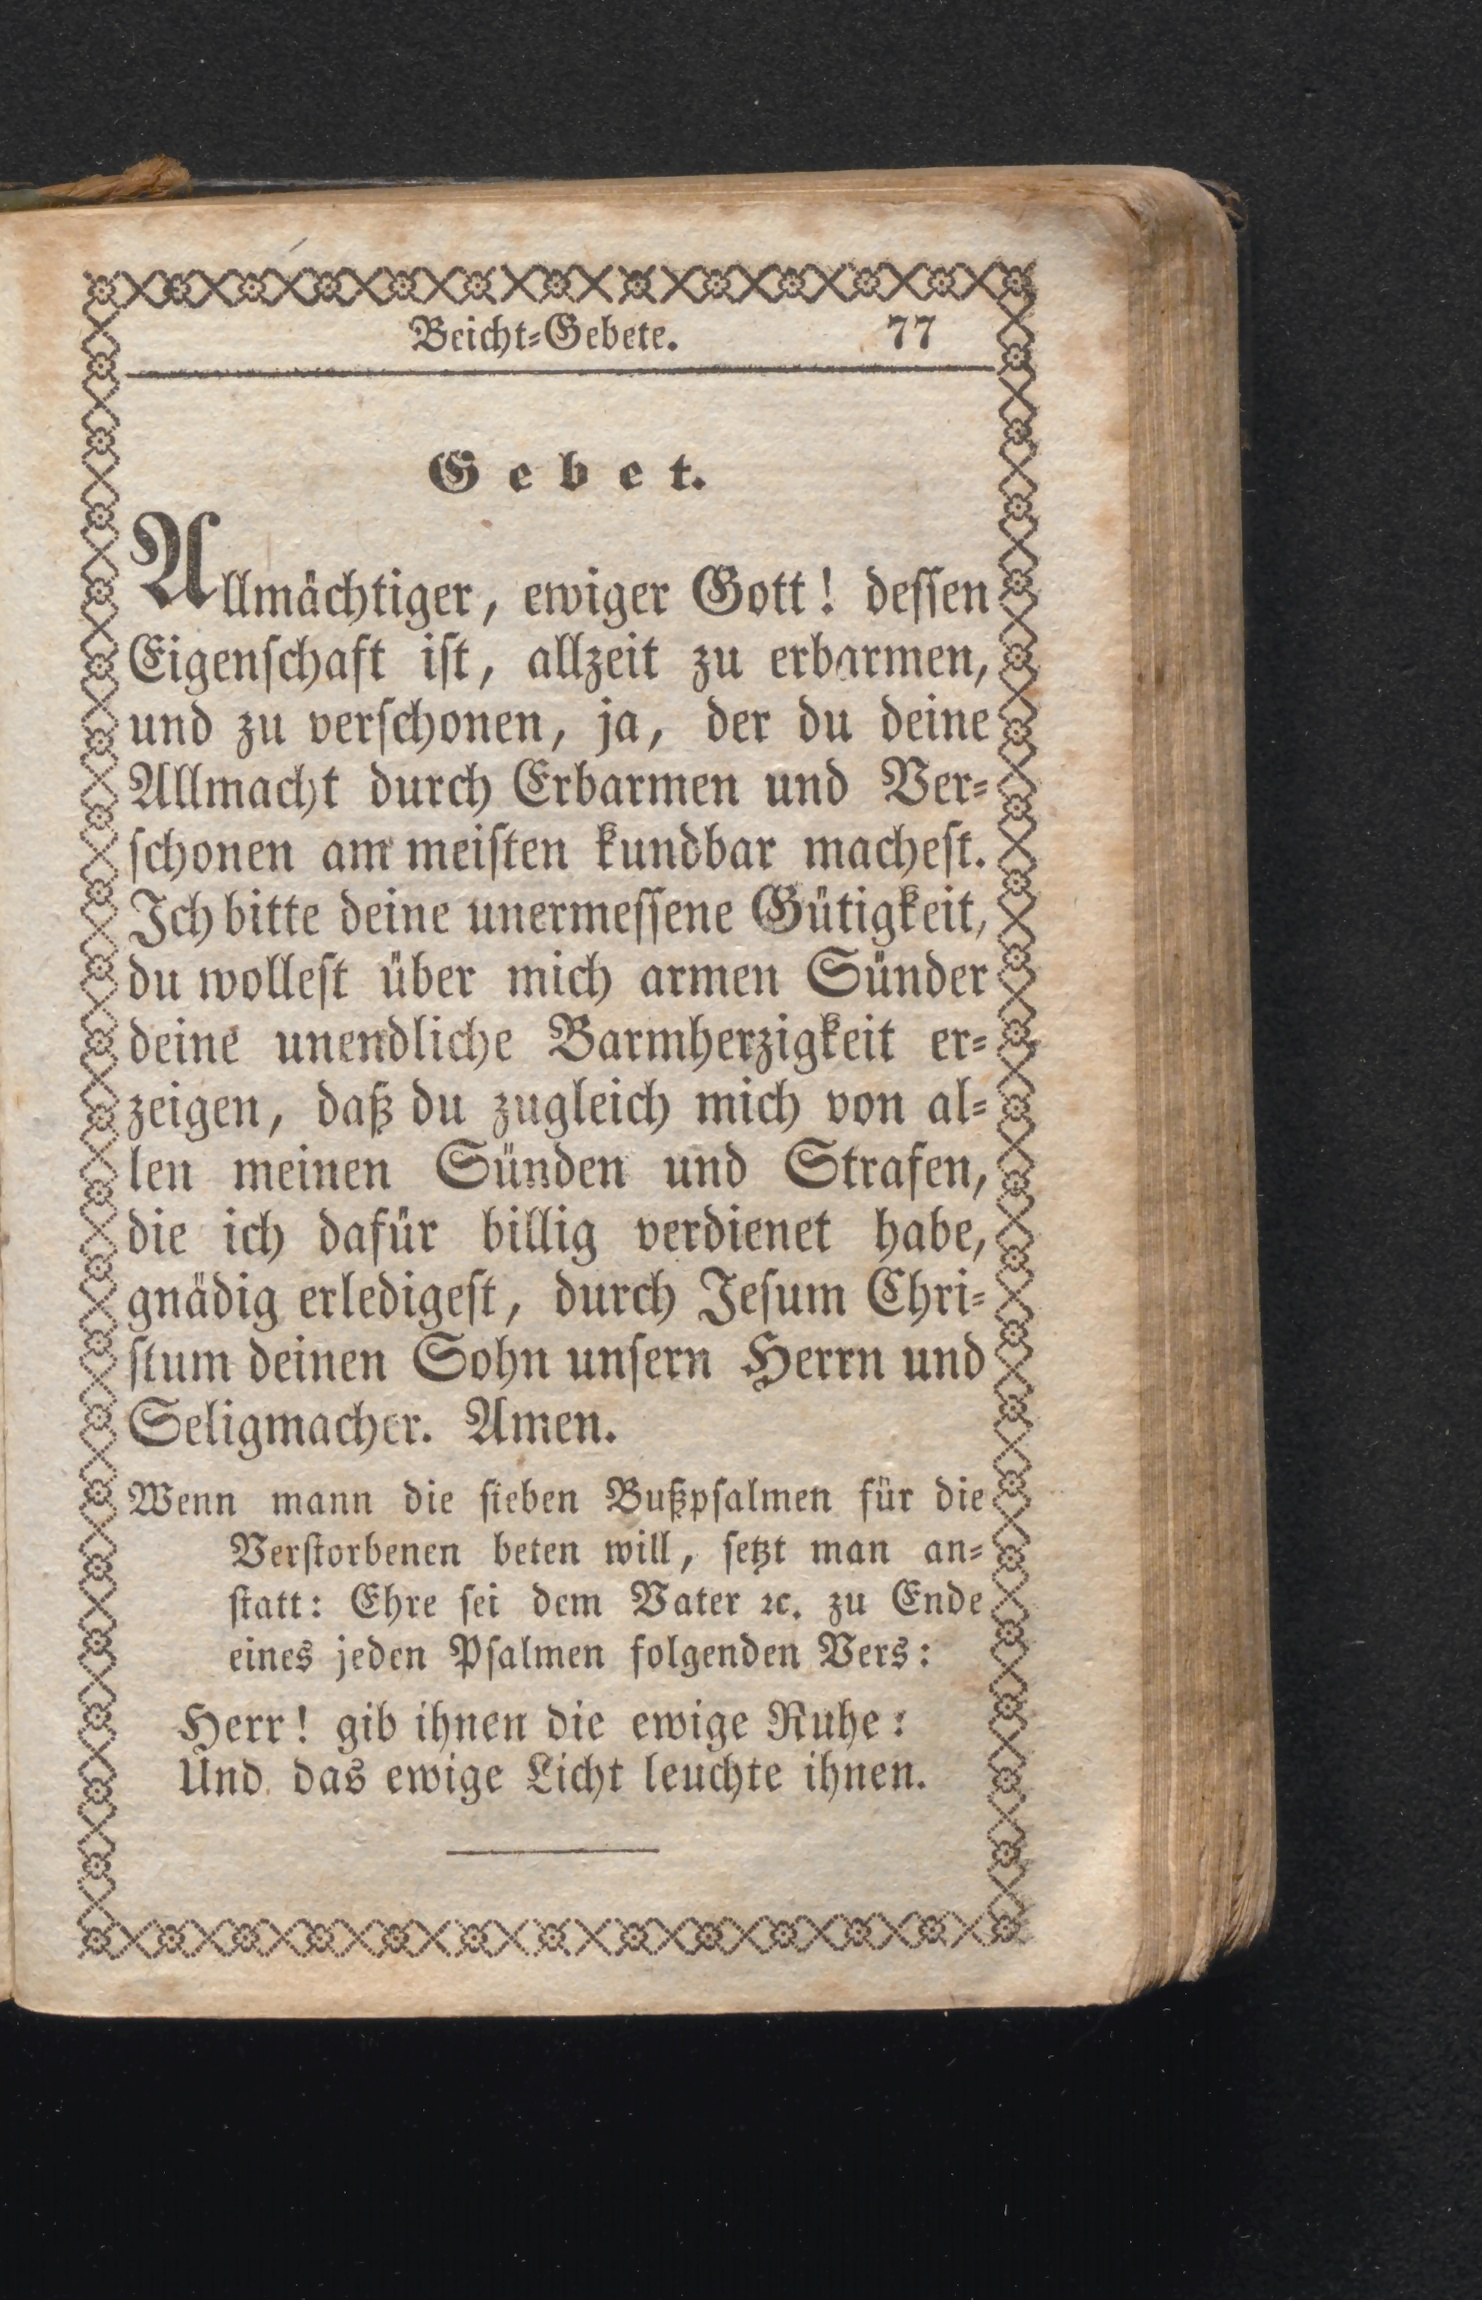 Beicht-Gebete. 77
Gebet.
Allmächtiger, ewiger Gott! deſſen
Eigenſchaft iſt, allzeit zu erbarmen,
und zu verſchonen, ja, der du deine
Allmacht durch Erbarmen und Ver-
ſchonen am meiſten kundbar macheſt.
Ich bitte deine unermeſſene Gütigkeit,
du wolleſt über mich armen Sünder
deine unendliche Barmherzigkeit er-
zeigen, daß du zugleich mich von al-
len meinen Sünden und Strafen,
die ich dafür billig verdienet habe,
gnädig erledigeſt, durch Jeſum Chri-
ſtum deinen Sohn unſern Herrn und
Seligmacher. Amen.
Wenn mann die ſieben Bußpſalmen für die
Verſtorbenen beten will, ſetzt man an-
ſtatt: Ehre ſei dem Vater ꝛc. zu Ende
eines jeden Pſalmen folgenden Vers:
Herr! gib ihnen die ewige Ruhe:
Und das ewige Licht leuchte ihnen.